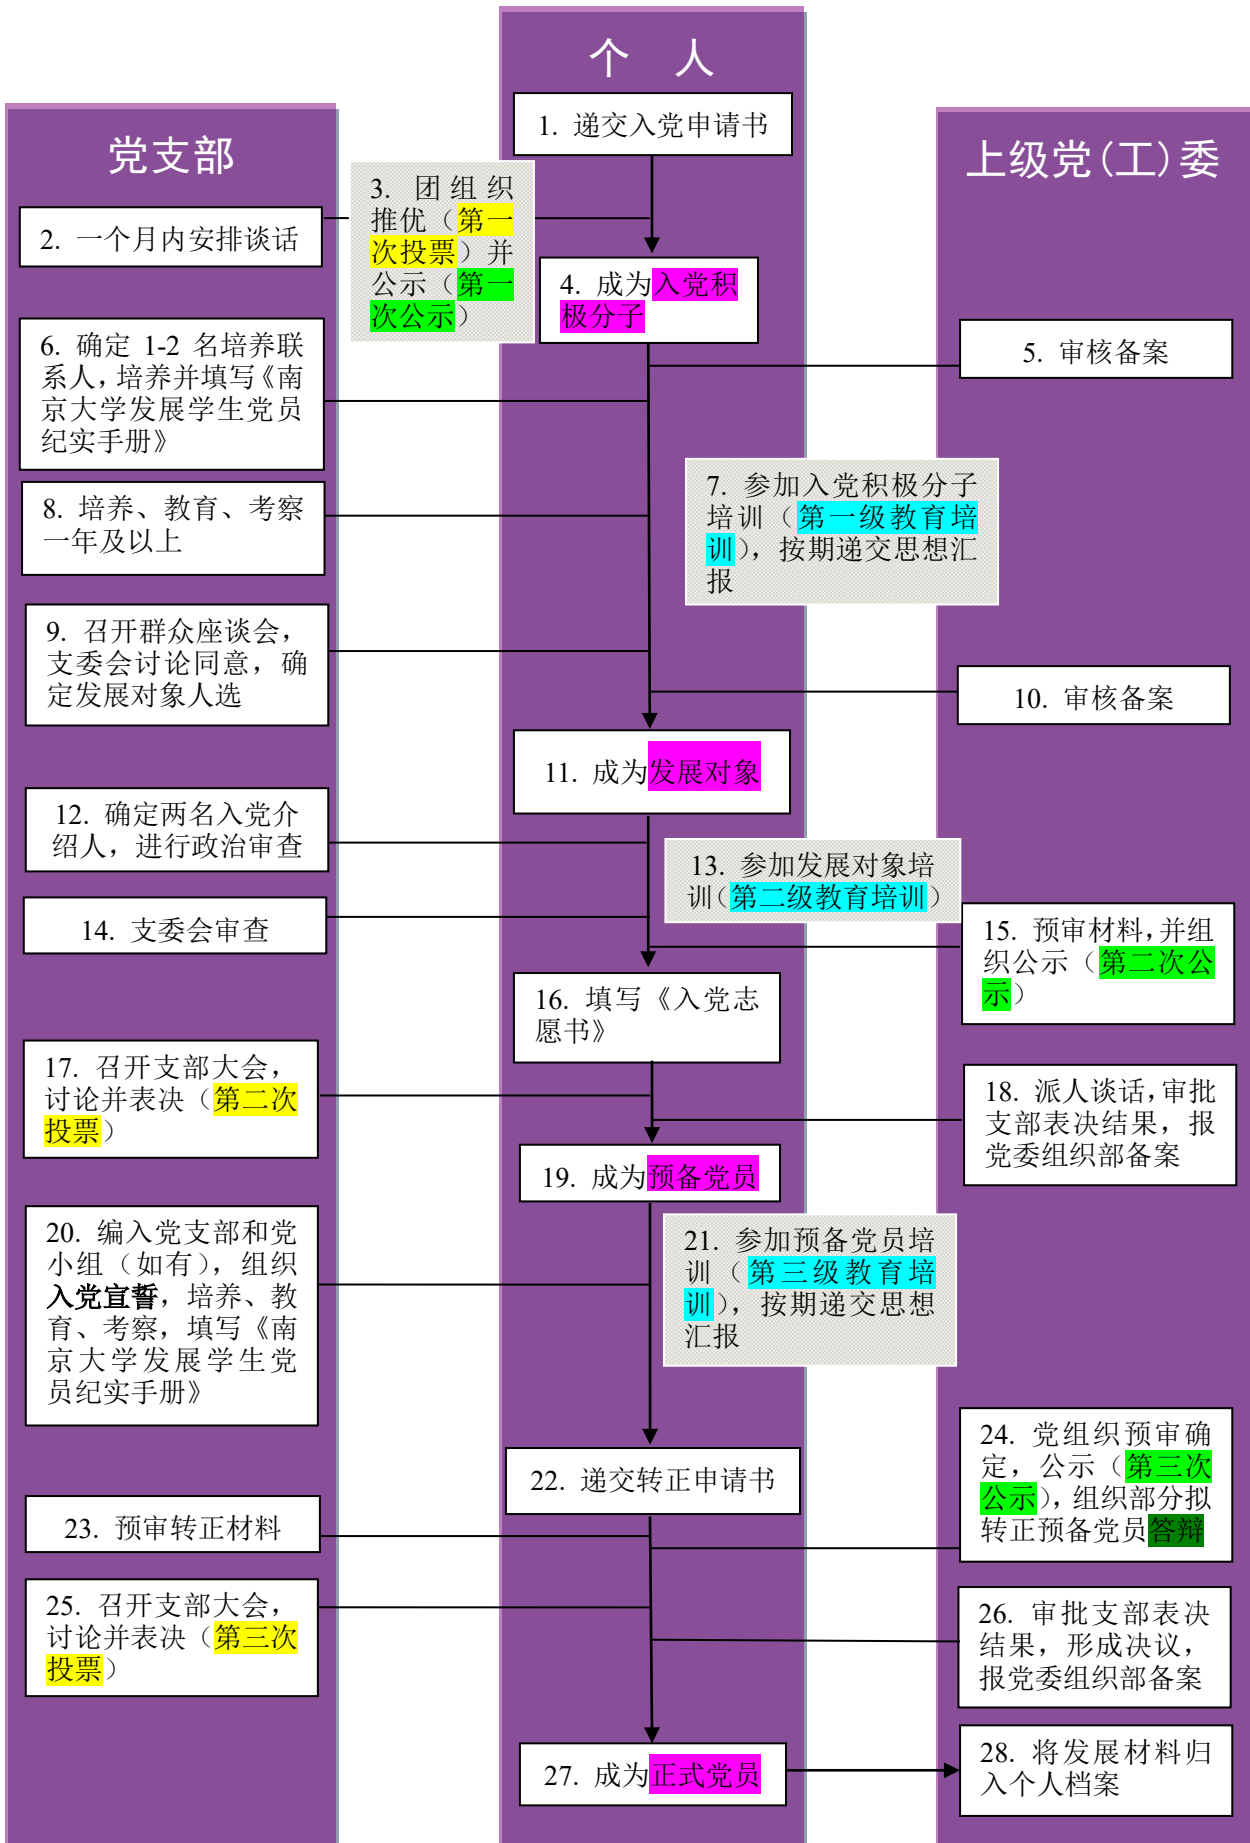 个 人
党支部
上级党(工)委
1. 递交入党申请书
2. 一个月内安排谈话
3. 团组织
推优（第一
次投票）并
公示（第一
次公示）
4. 成为入党积
极分子
5. 审核备案
6. 确定 1-2 名培养联
系人，培养并填写《南
京大学发展学生党员
纪实手册》
7. 参加入党积极分子
培训（第一级教育培
训），按期递交思想汇
报
8. 培养、教育、考察
一年及以上
9. 召开群众座谈会，
支委会讨论同意，确
定发展对象人选
10. 审核备案
11. 成为发展对象
12. 确定两名入党介
绍人，进行政治审查
13. 参加发展对象培
训（第二级教育培训）
14. 支委会审查
15. 预审材料，并组
织公示（第二次公
示）
16. 填写《入党志
愿书》
17. 召开支部大会，
讨论并表决（第二次
投票）
18. 派人谈话，审批
支部表决结果，报
党委组织部备案
19. 成为预备党员
20. 编入党支部和党
小组（如有），组织
入党宣誓，培养、教
育、考察，填写《南
京大学发展学生党
员纪实手册》
21. 参加预备党员培
训（第三级教育培
训），按期递交思想
汇报
22. 递交转正申请书
23. 预审转正材料
24. 党组织预审确
定，公示（第三次
公示），组织部分拟
转正预备党员答辩
25. 召开支部大会，
讨论并表决（第三次
投票）
26. 审批支部表决
结果，形成决议，
报党委组织部备案
27. 成为正式党员
28. 将发展材料归
入个人档案